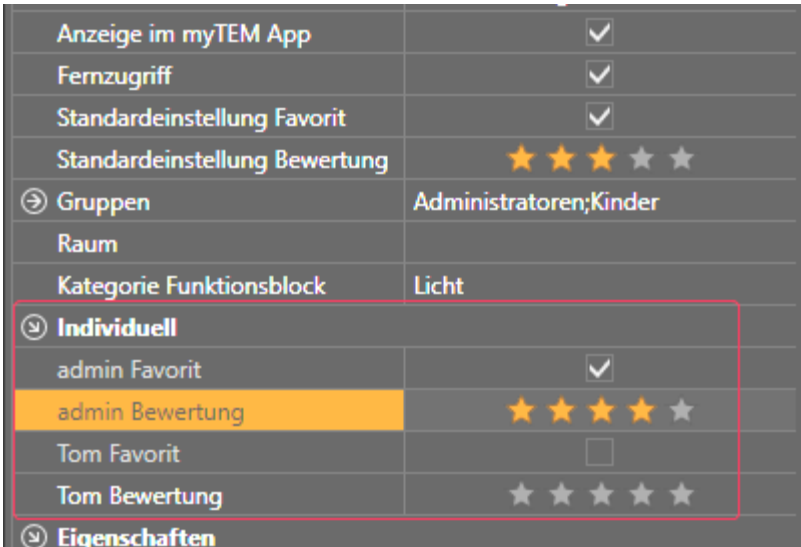 Anzeige im myTEM App
Fernzugriff
Standardeinstellung Favorit
Standardeinstellung Bewertung
Gruppen Administratoren;Kinder
Raum
Kategorie Funktionsblock Licht
Individuell
admin Favorit
admin Bewertung
Tom Favorit
Tom Bewertung
Eigenschaften